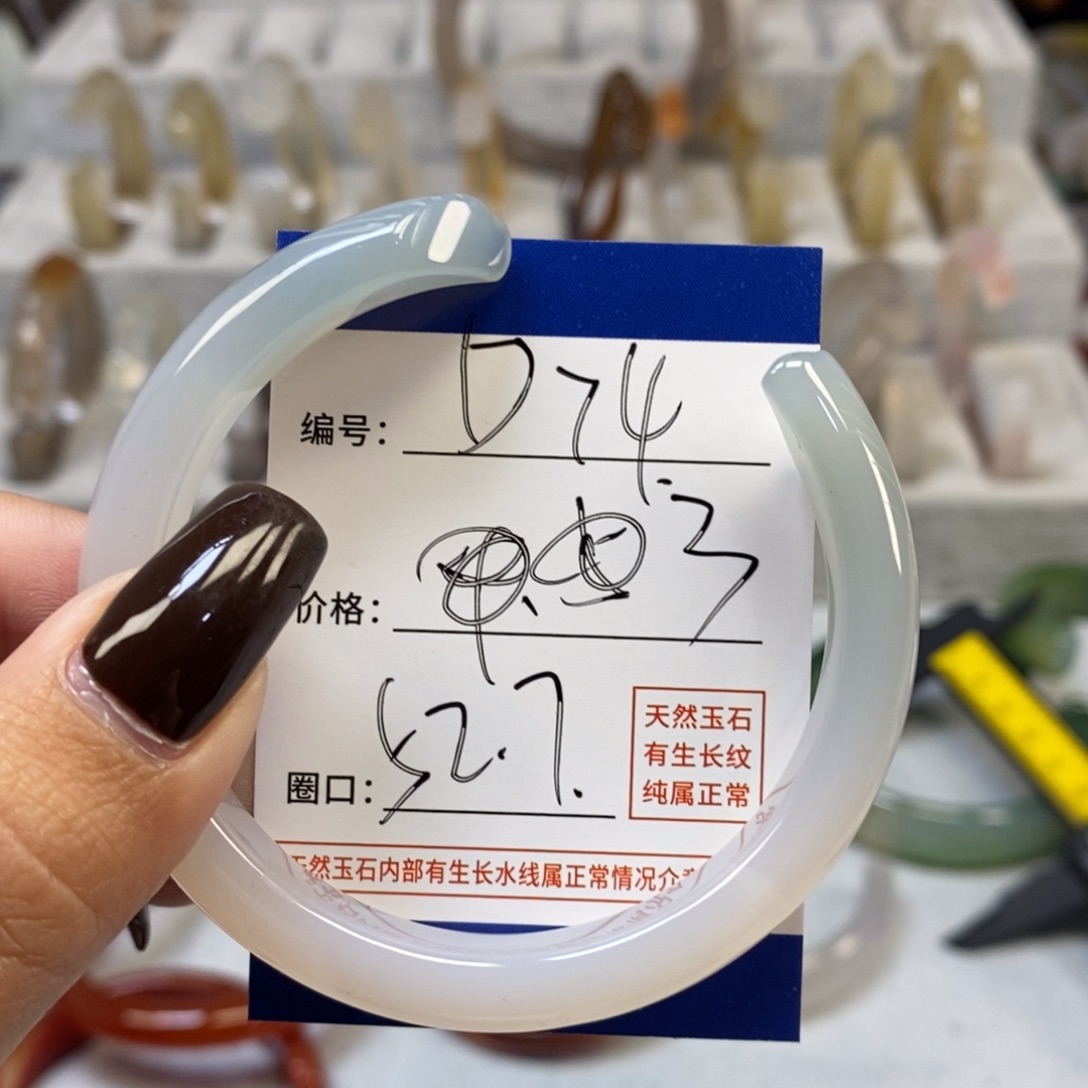 编号： D74
价格： .3
圈口： 52.7.
天然玉石
有生长纹
纯属正常
天然玉石内部有生长水线属正常情况介意